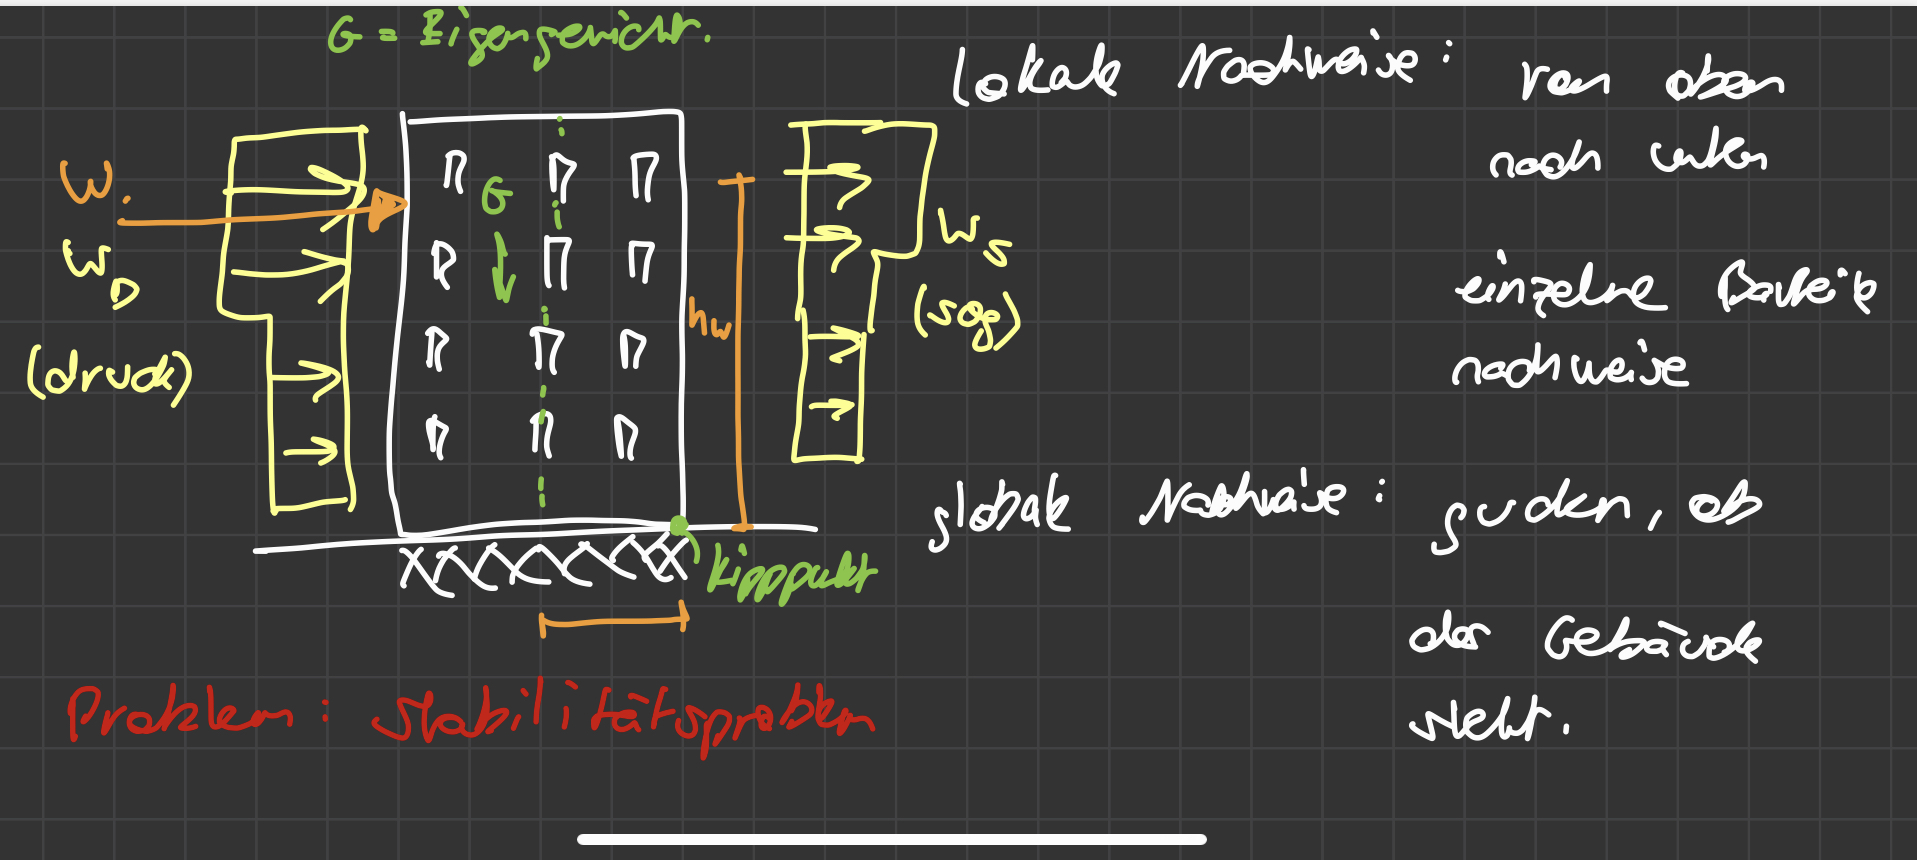 G = Eigengewicht.
W.
W_D
(druck)
G
h_w
W_S
(sog)
Kipppunkt
Problem: Stabilitätsproblem
lokale Nachweise: von oben
nach unten
einzelne Bauteile
nachweise
globale Nachweise: gucken, ob
das Gebäude
steht.